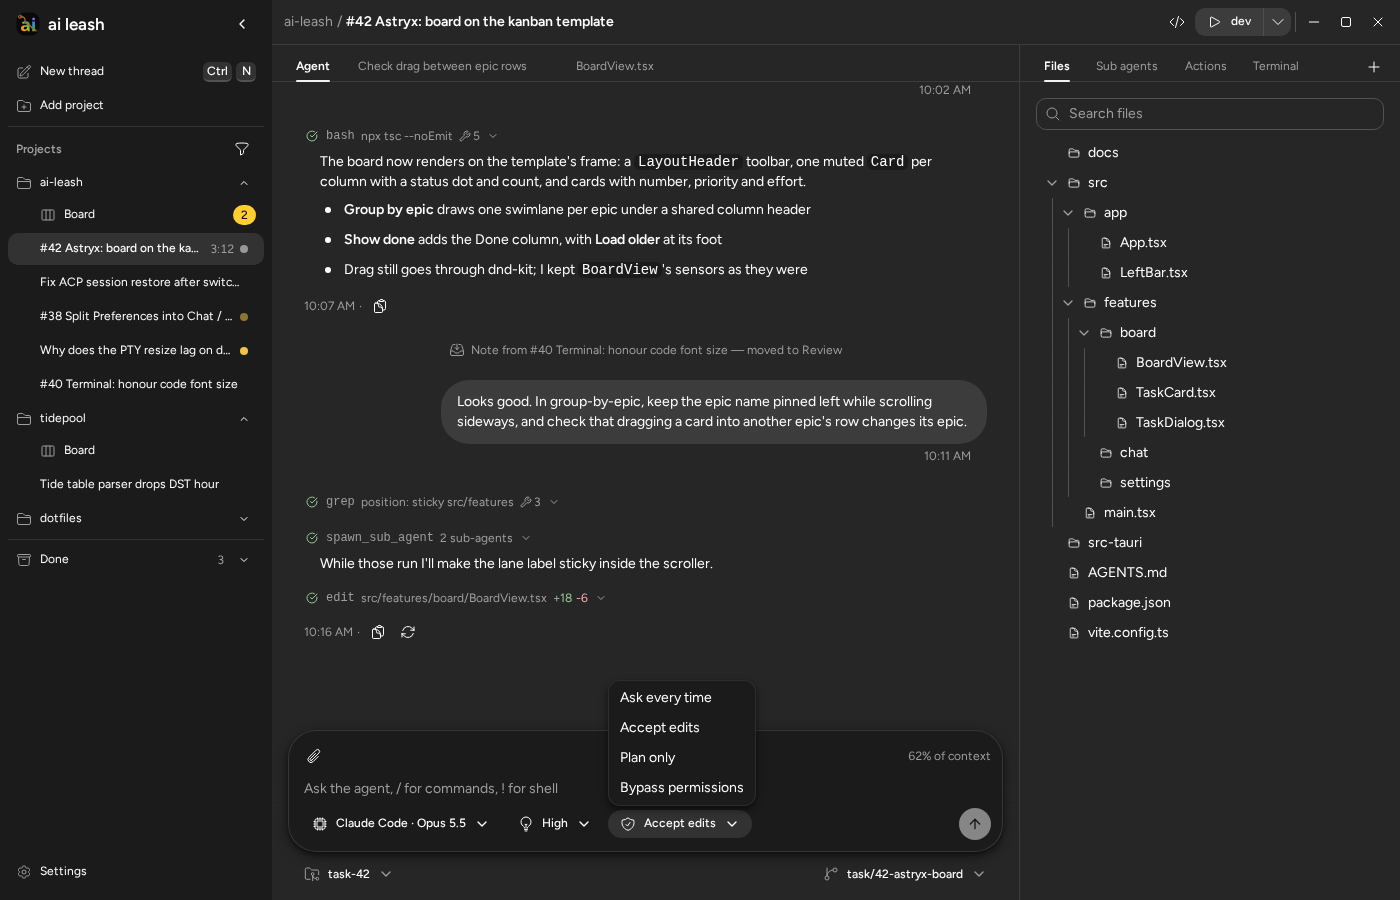 ai leash
New thread Ctrl N
Add project
Projects
ai-leash
Board 2
#42 Astryx: board on the ka... 3:12
Fix ACP session restore after switc...
#38 Split Preferences into Chat / ...
Why does the PTY resize lag on d...
#40 Terminal: honour code font size
tidepool
Board
Tide table parser drops DST hour
dotfiles
Done 3
Settings
ai-leash / #42 Astryx: board on the kanban template
dev
Agent Check drag between epic rows BoardView.tsx
10:02 AM
bash npx tsc --noEmit 5
The board now renders on the template's frame: a LayoutHeader toolbar, one muted Card per
column with a status dot and count, and cards with number, priority and effort.
Group by epic draws one swimlane per epic under a shared column header
Show done adds the Done column, with Load older at its foot
Drag still goes through dnd-kit; I kept BoardView's sensors as they were
10:07 AM ·
Note from #40 Terminal: honour code font size — moved to Review
Looks good. In group-by-epic, keep the epic name pinned left while scrolling
sideways, and check that dragging a card into another epic's row changes its epic.
10:11 AM
grep position: sticky src/features 3
spawn_sub_agent 2 sub-agents
While those run I'll make the lane label sticky inside the scroller.
edit src/features/board/BoardView.tsx +18 -6
10:16 AM ·
Ask every time
Accept edits
Plan only
Bypass permissions
62% of context
Ask the agent, / for commands, ! for shell
Claude Code · Opus 5.5 High Accept edits
task-42 task/42-astryx-board
Files Sub agents Actions Terminal
Search files
docs
src
app
App.tsx
LeftBar.tsx
features
board
BoardView.tsx
TaskCard.tsx
TaskDialog.tsx
chat
settings
main.tsx
src-tauri
AGENTS.md
package.json
vite.config.ts